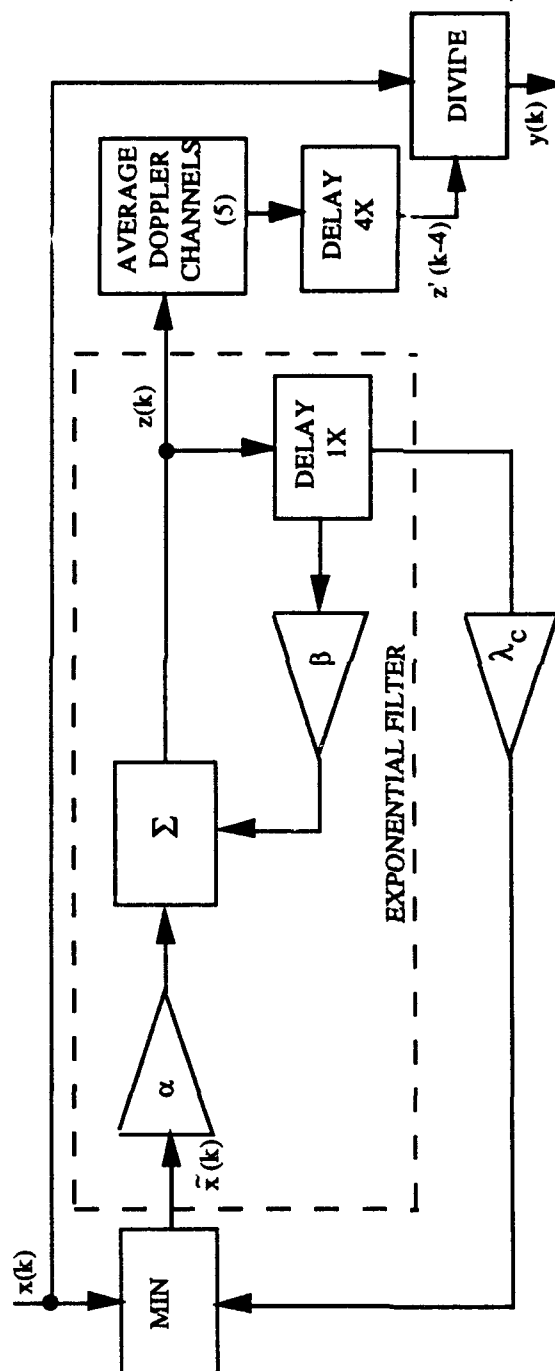 x(k)
MIN
x̃(k)
α
Σ
β
EXPONENTIAL FILTER
z(k)
DELAY
1X
λc
AVERAGE
DOPPLER
CHANNELS
(5)
DELAY
4X
z'(k-4)
DIVIDE
y(k)